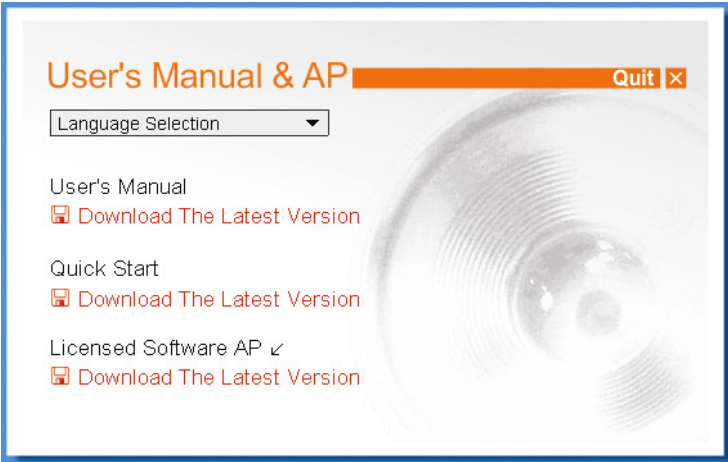 User's Manual & AP
Quit
Language Selection
User's Manual
Download The Latest Version
Quick Start
Download The Latest Version
Licensed Software AP ↙
Download The Latest Version